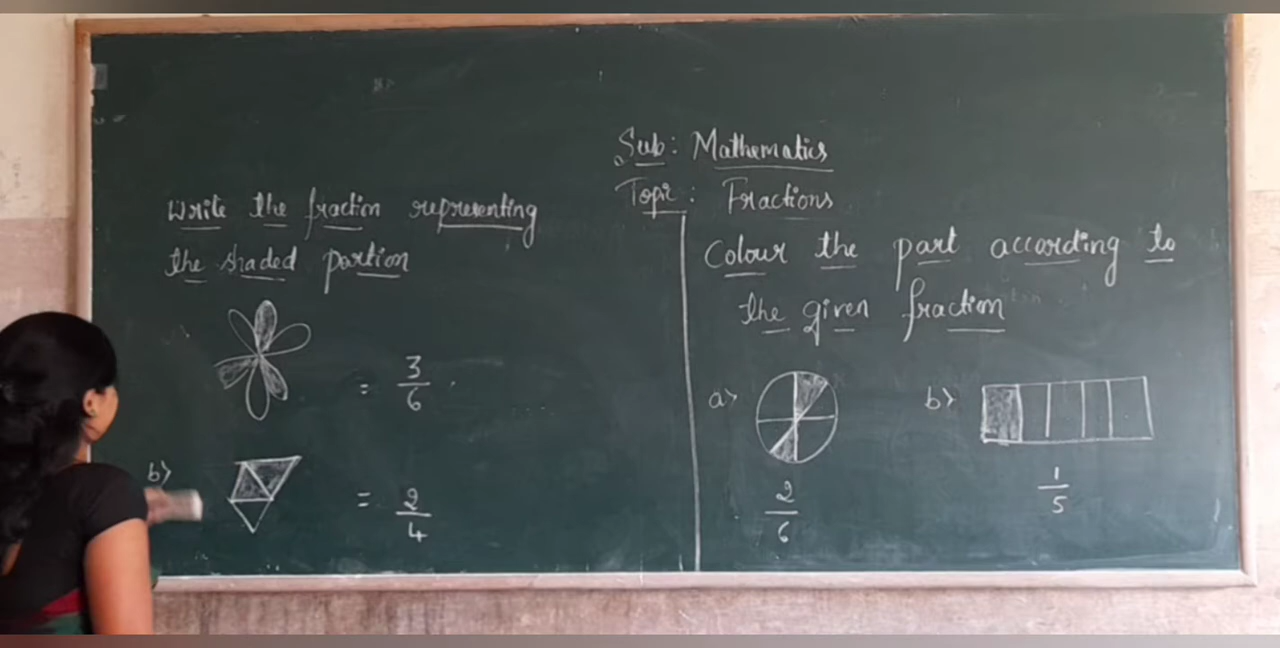 Sub: Mathematics
Topic: Fractions
Write the fraction representing
the shaded portion
= 3/6
b>
= 2/4
Colour the part according to
the given fraction
a>
b>
2/6
1/5